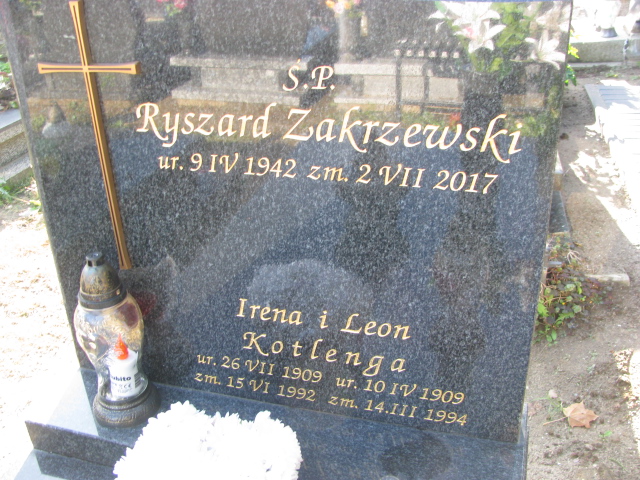 Ś.P.
Ryszard Zakrzewski
ur. 9 IV 1942 zm. 2 VII 2017
Irena i Leon
Kotlenga
ur. 26 VII 1909 ur. 10 IV 1909
zm. 15 VI 1992 zm. 14.III 1994